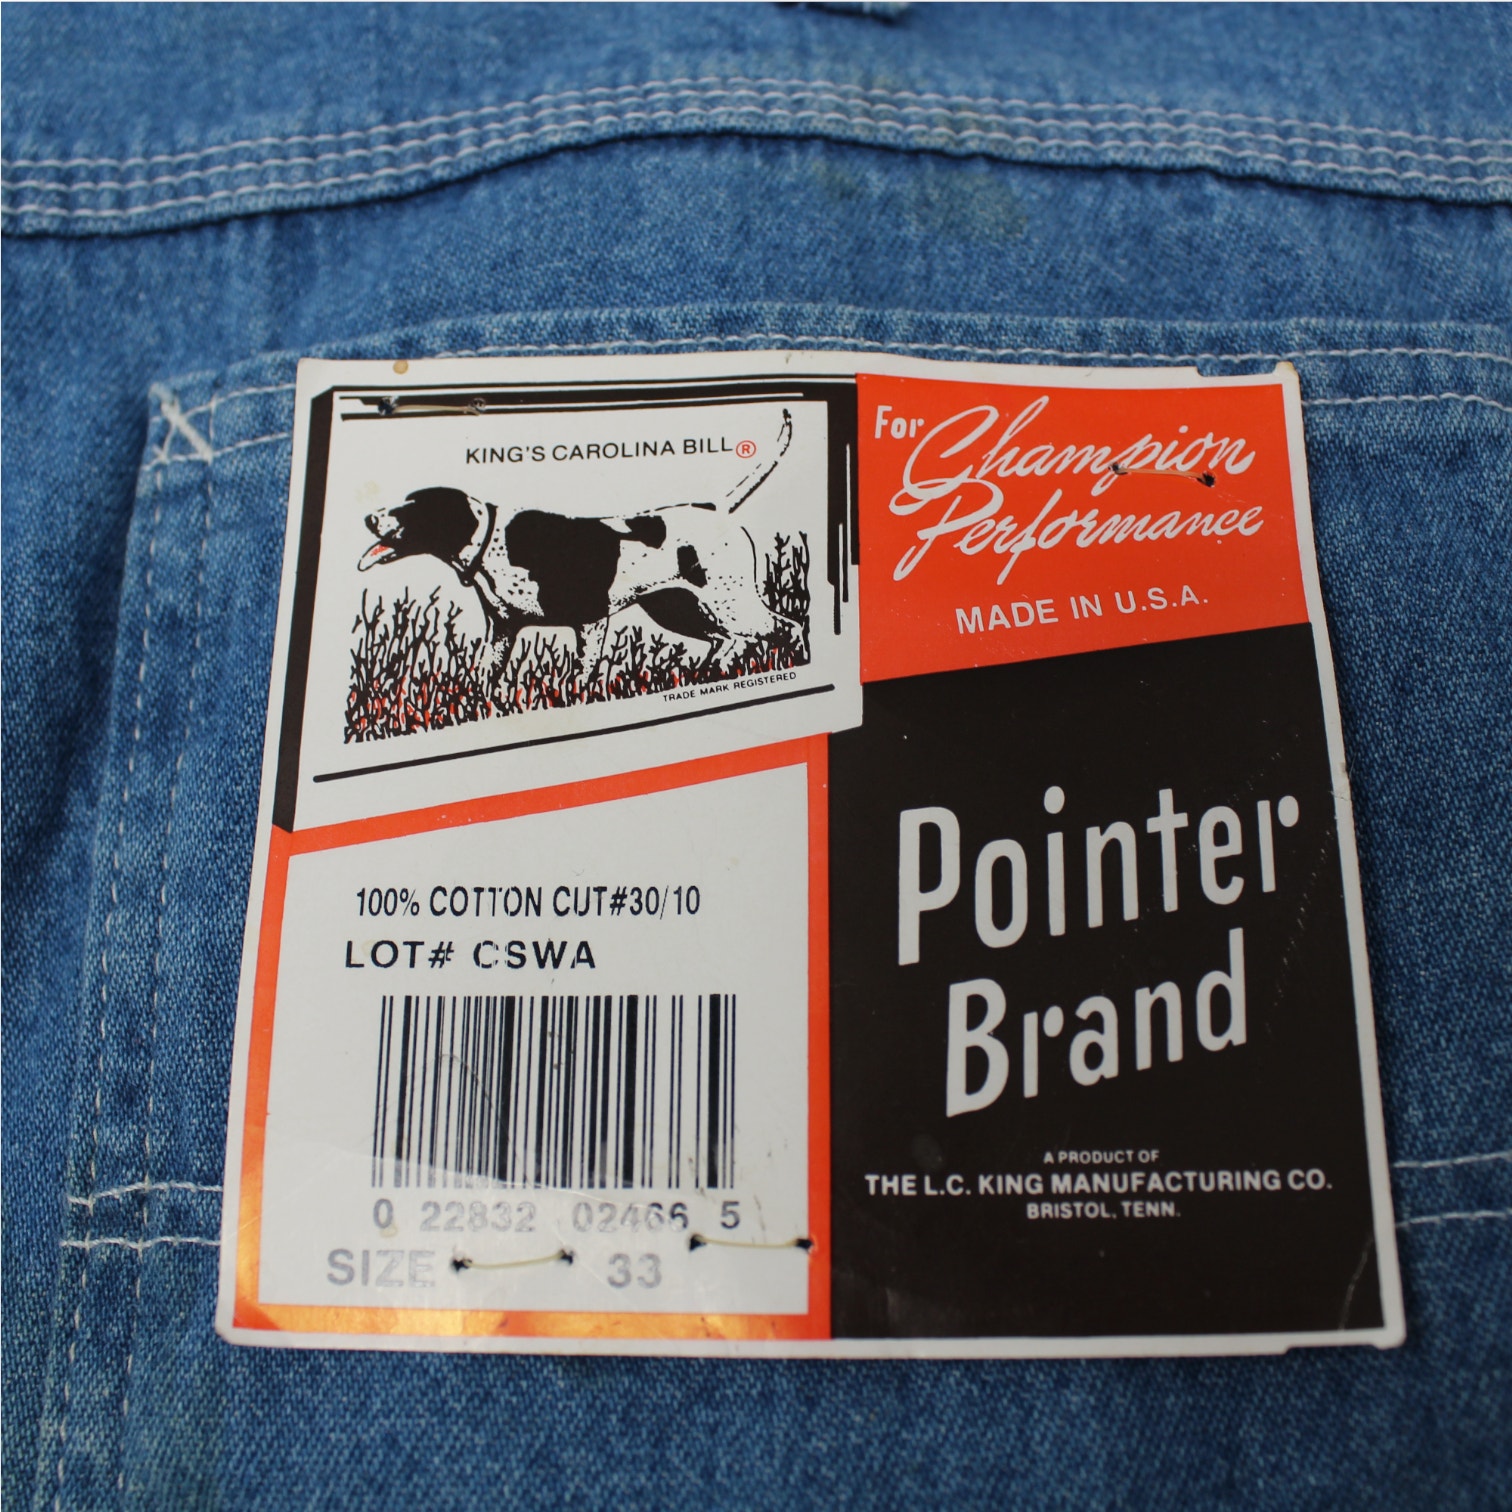 KING'S CAROLINA BILL®
TRADE MARK REGISTERED
For
Champion
Performance
MADE IN U.S.A.
100% COTTON CUT#30/10
LOT# CSWA
0 22832 02466 5
SIZE 33
Pointer
Brand
A PRODUCT OF
THE L.C. KING MANUFACTURING CO.
BRISTOL, TENN.